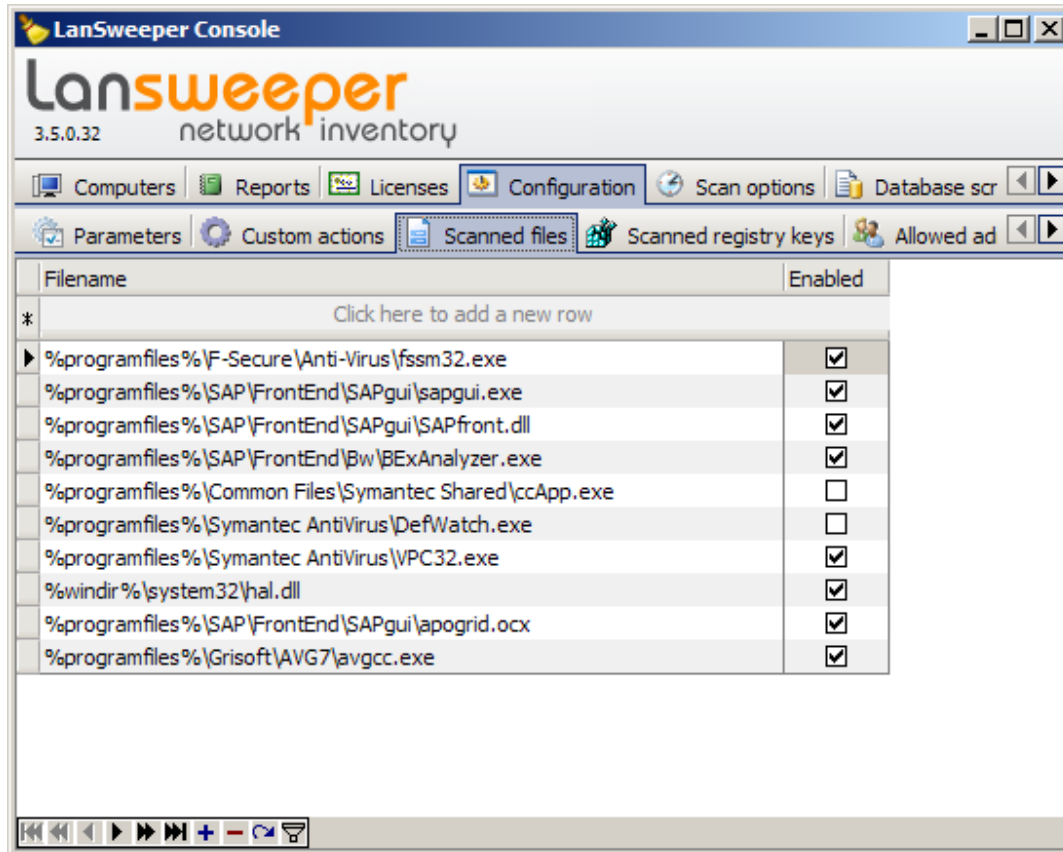 LanSweeper Console
Lansweeper
3.5.0.32 network inventory
Computers Reports Licenses Configuration Scan options Database scr
Parameters Custom actions Scanned files Scanned registry keys Allowed ad
Filename Enabled
* Click here to add a new row
%programfiles%\F-Secure\Anti-Virus\fssm32.exe
%programfiles%\SAP\FrontEnd\SAPgui\sapgui.exe
%programfiles%\SAP\FrontEnd\SAPgui\SAPfront.dll
%programfiles%\SAP\FrontEnd\Bw\BExAnalyzer.exe
%programfiles%\Common Files\Symantec Shared\ccApp.exe
%programfiles%\Symantec AntiVirus\DefWatch.exe
%programfiles%\Symantec AntiVirus\VPC32.exe
%windir%\system32\hal.dll
%programfiles%\SAP\FrontEnd\SAPgui\apogrid.ocx
%programfiles%\Grisoft\AVG7\avgcc.exe